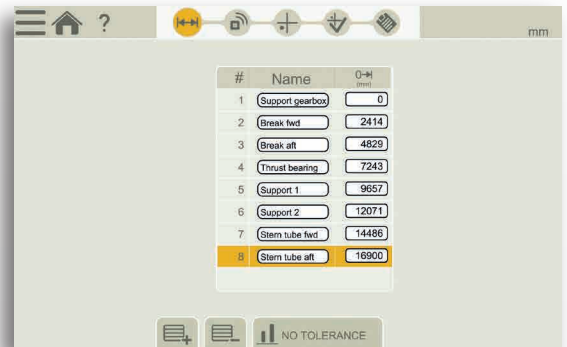 ?
mm
# Name 0
(mm)
1 Support gearbox 0
2 Break fwd 2414
3 Break aft 4829
4 Thrust bearing 7243
5 Support 1 9657
6 Support 2 12071
7 Stern tube fwd 14486
8 Stern tube aft 16900
NO TOLERANCE